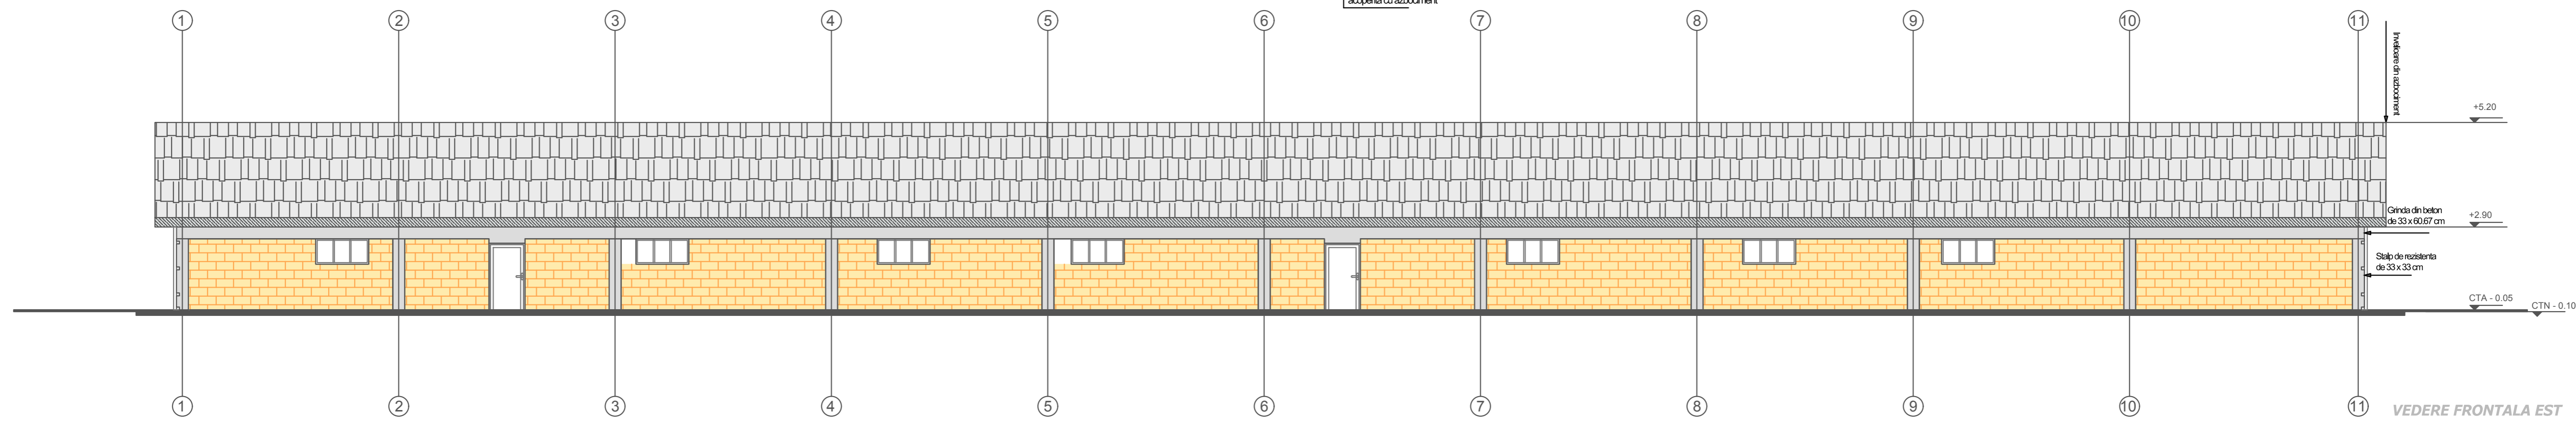 acoperita cu azbociment
1 2 3 4 5 6 7 8 9 10 11
Invelitoare din azbociment
+5.20
Grinda din beton
de 33 x 60.67 cm
+2.90
Stalp de rezistenta
de 33 x 33 cm
CTA - 0.05
CTN - 0.10
1 2 3 4 5 6 7 8 9 10 11
VEDERE FRONTALA EST